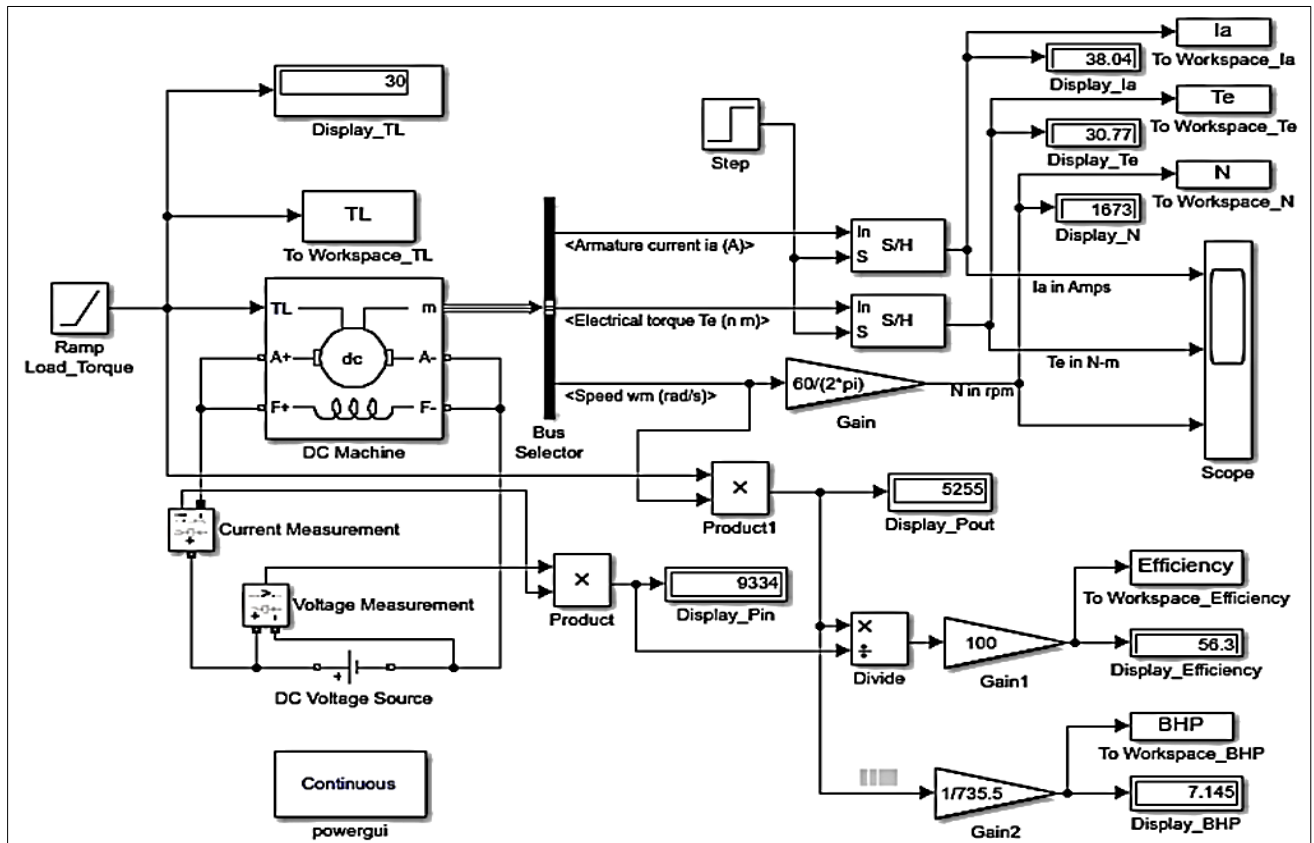 Ia
To Workspace_Ia
38.04
Display_Ia
Te
To Workspace_Te
30.77
Display_Te
N
To Workspace_N
1673
Display_N
30
Display_TL
Step
TL
To Workspace_TL
<Armature current ia (A)>
In
S
S/H
Ia in Amps
<Electrical torque Te (n m)>
In
S
S/H
Te in N-m
Ramp
Load_Torque
TL
m
A+
dc
A-
F+
F-
DC Machine
<Speed wm (rad/s)>
Bus
Selector
60/(2*pi)
Gain
N in rpm
Scope
×
Product1
5255
Display_Pout
Current Measurement
+
Voltage Measurement
+
×
Product
9334
Display_Pin
Efficiency
To Workspace_Efficiency
56.3
Display_Efficiency
×
÷
Divide
100
Gain1
+
DC Voltage Source
BHP
To Workspace_BHP
1/735.5
Gain2
7.145
Display_BHP
Continuous
powergui